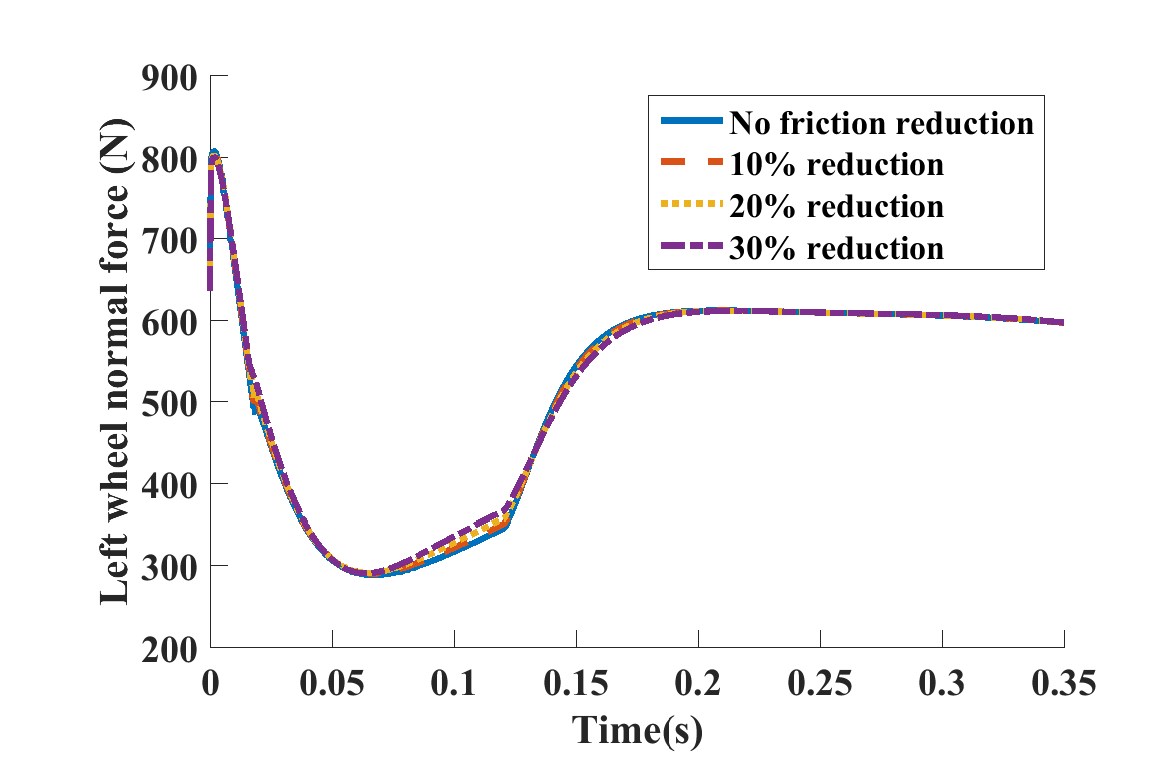 900
800
700
600
500
400
300
200
Left wheel normal force (N)
No friction reduction
10% reduction
20% reduction
30% reduction
0 0.05 0.1 0.15 0.2 0.25 0.3 0.35
Time(s)